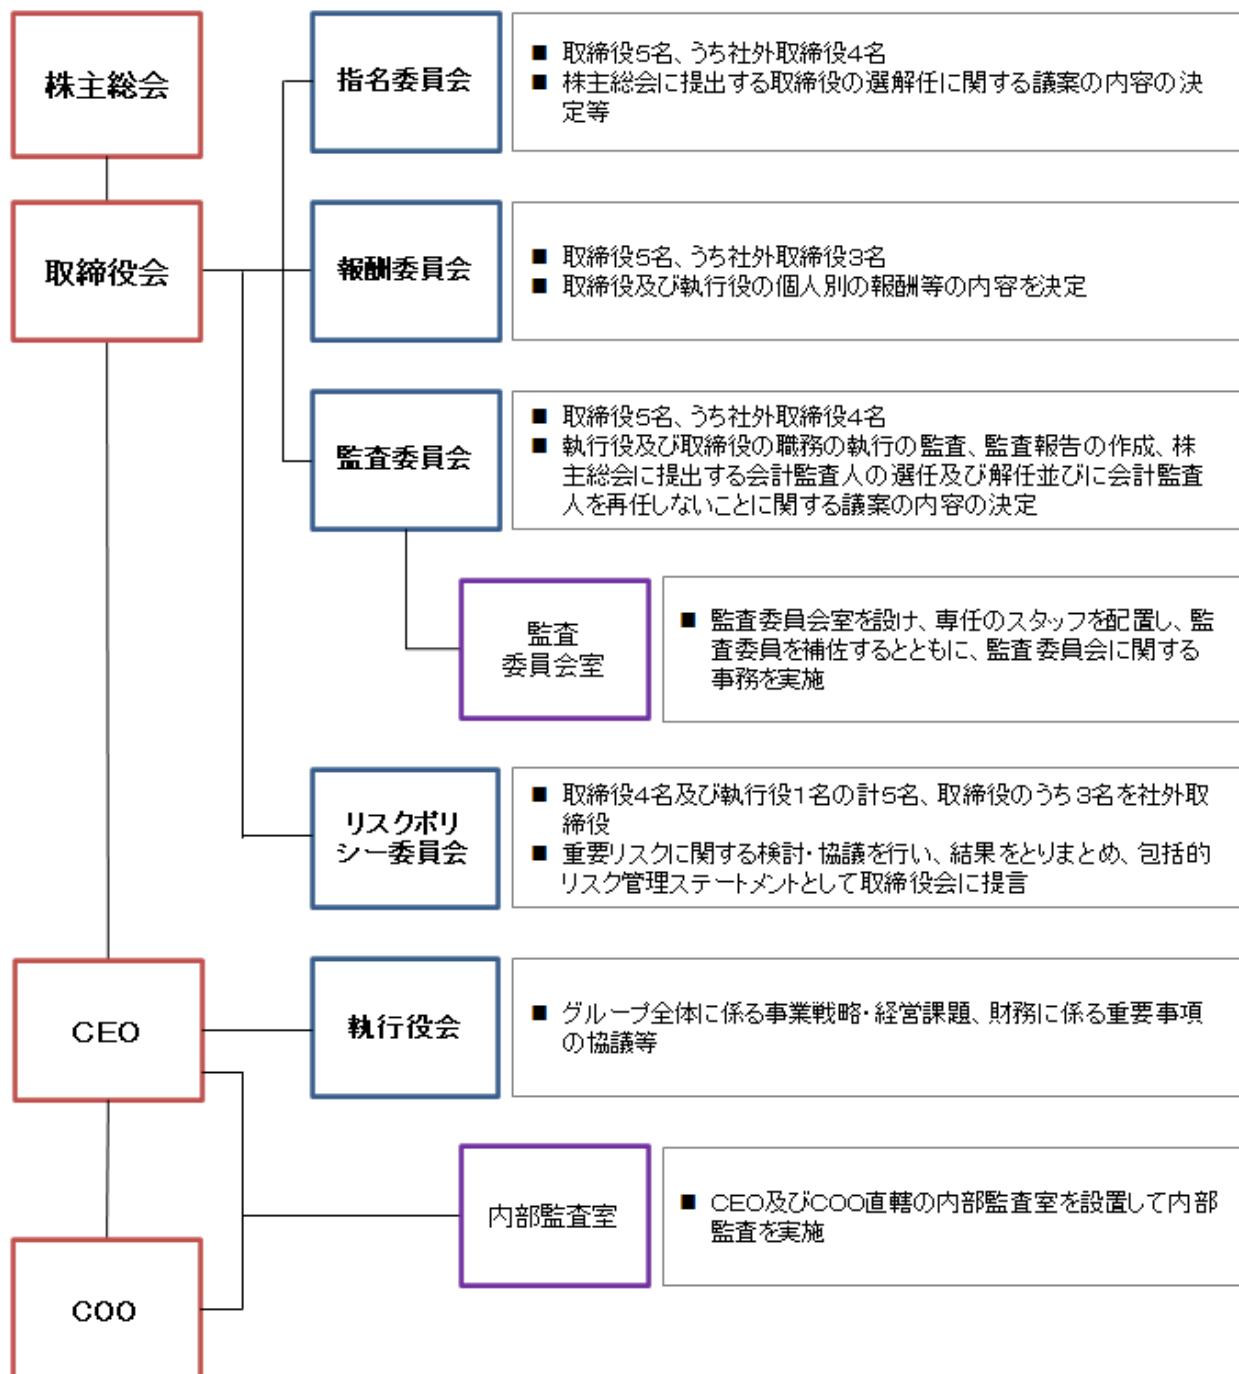 株主総会
指名委員会
■ 取締役5名、うち社外取締役4名
■ 株主総会に提出する取締役の選解任に関する議案の内容の決
定等
取締役会
報酬委員会
■ 取締役5名、うち社外取締役3名
■ 取締役及び執行役の個人別の報酬等の内容を決定
監査委員会
■ 取締役5名、うち社外取締役4名
■ 執行役及び取締役の職務の執行の監査、監査報告の作成、株
主総会に提出する会計監査人の選任及び解任並びに会計監査
人を再任しないことに関する議案の内容の決定
監査
委員会室
■ 監査委員会室を設け、専任のスタッフを配置し、監
査委員を補佐するとともに、監査委員会に関する
事務を実施
リスクポリ
シー委員会
■ 取締役4名及び執行役1名の計5名、取締役のうち3名を社外取
締役
■ 重要リスクに関する検討・協議を行い、結果をとりまとめ、包括的
リスク管理ステートメントとして取締役会に提言
CEO
執行役会
■ グループ全体に係る事業戦略・経営課題、財務に係る重要事項
の協議等
内部監査室
■ CEO及びCOO直轄の内部監査室を設置して内部
監査を実施
COO